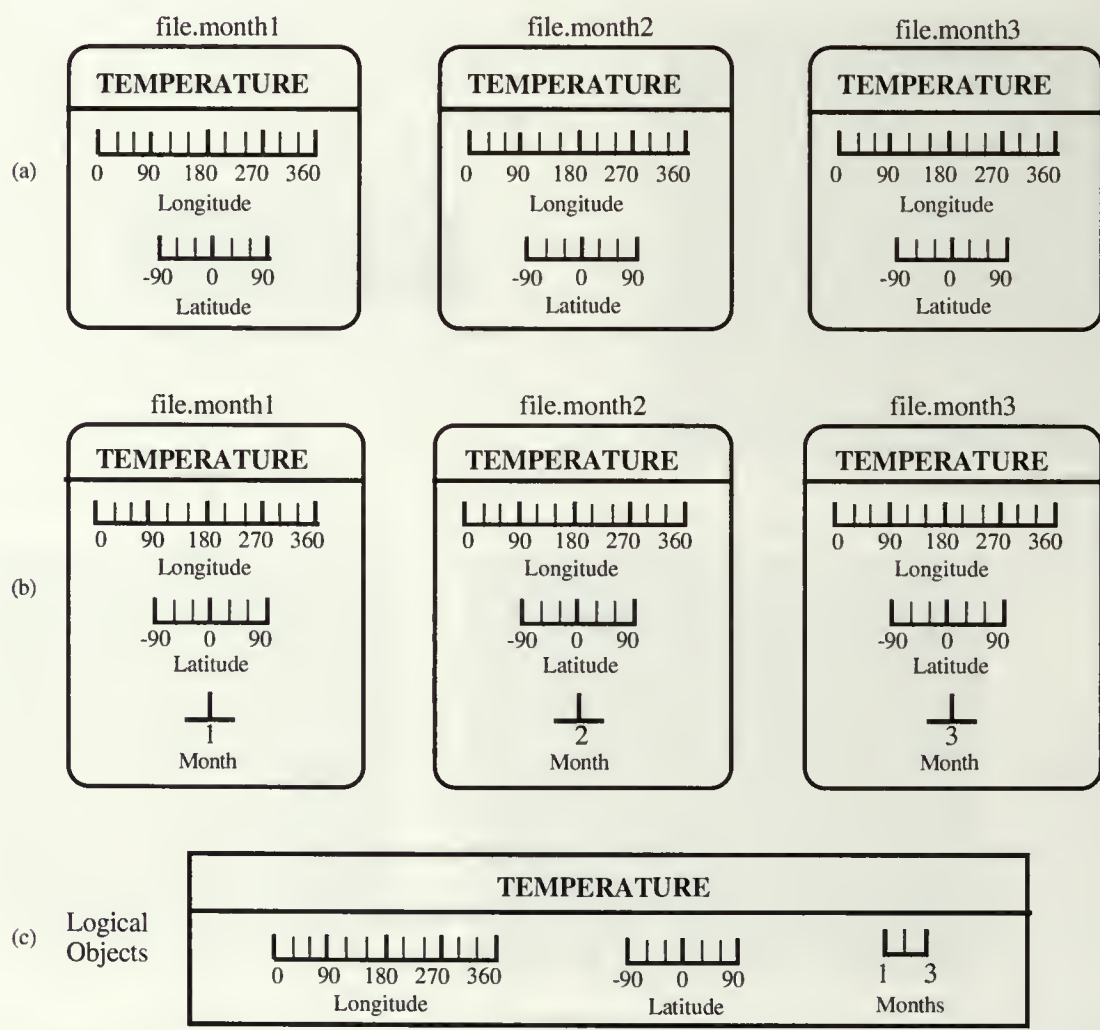 file.month1 file.month2 file.month3
TEMPERATURE TEMPERATURE TEMPERATURE
(a)
0 90 180 270 360 0 90 180 270 360 0 90 180 270 360
Longitude Longitude Longitude
-90 0 90 -90 0 90 -90 0 90
Latitude Latitude Latitude
file.month1 file.month2 file.month3
TEMPERATURE TEMPERATURE TEMPERATURE
0 90 180 270 360 0 90 180 270 360 0 90 180 270 360
Longitude Longitude Longitude
(b)
-90 0 90 -90 0 90 -90 0 90
Latitude Latitude Latitude
1 2 3
Month Month Month
TEMPERATURE
(c) Logical
Objects
0 90 180 270 360 -90 0 90 1 3
Longitude Latitude Months